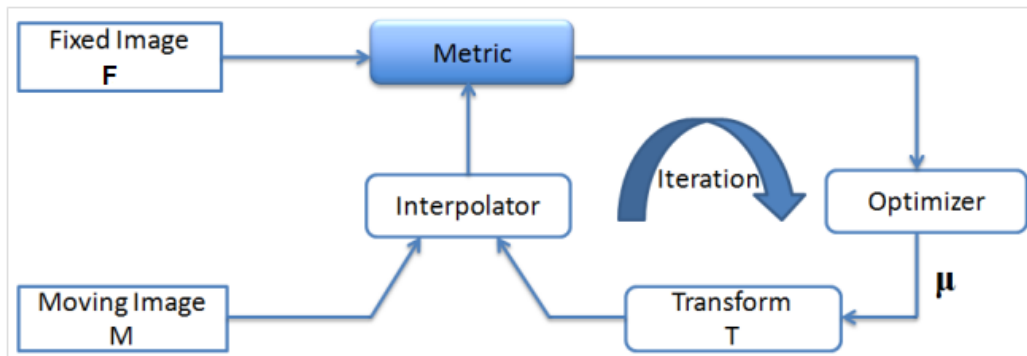 Fixed Image
F
Metric
Iteration
Interpolator
Optimizer
μ
Moving Image
M
Transform
T